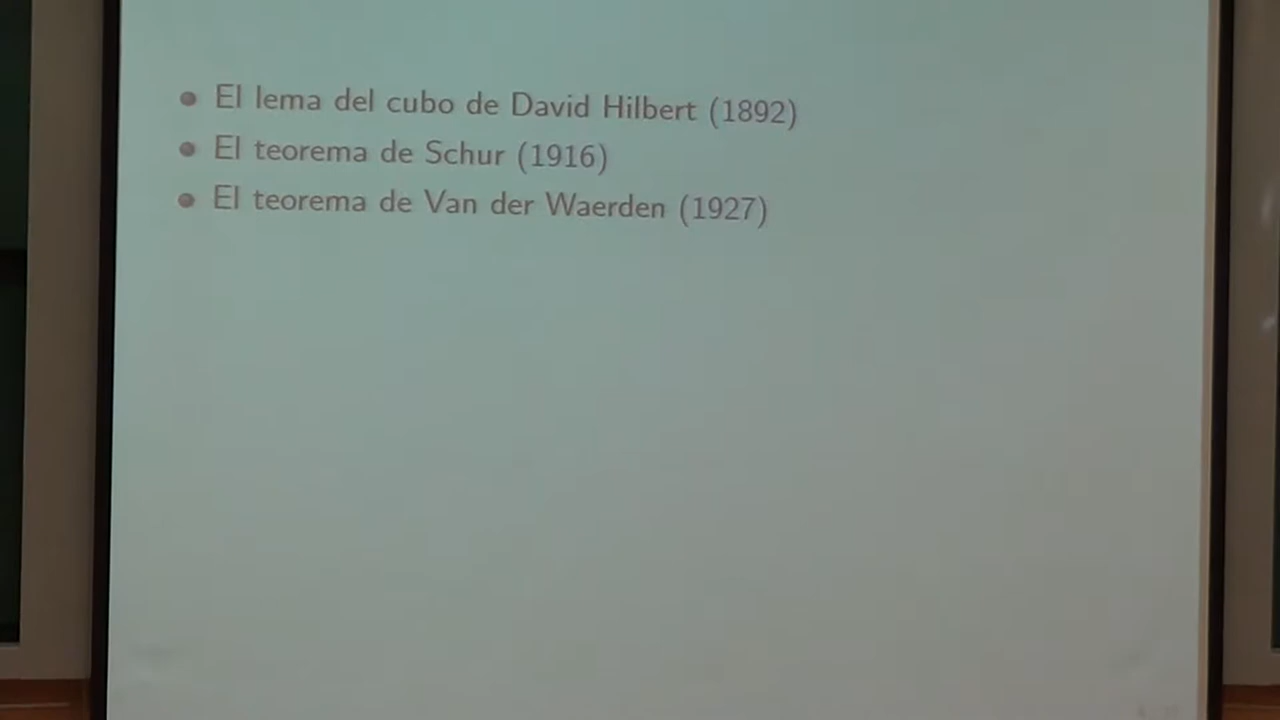 El lema del cubo de David Hilbert (1892)
El teorema de Schur (1916)
El teorema de Van der Waerden (1927)